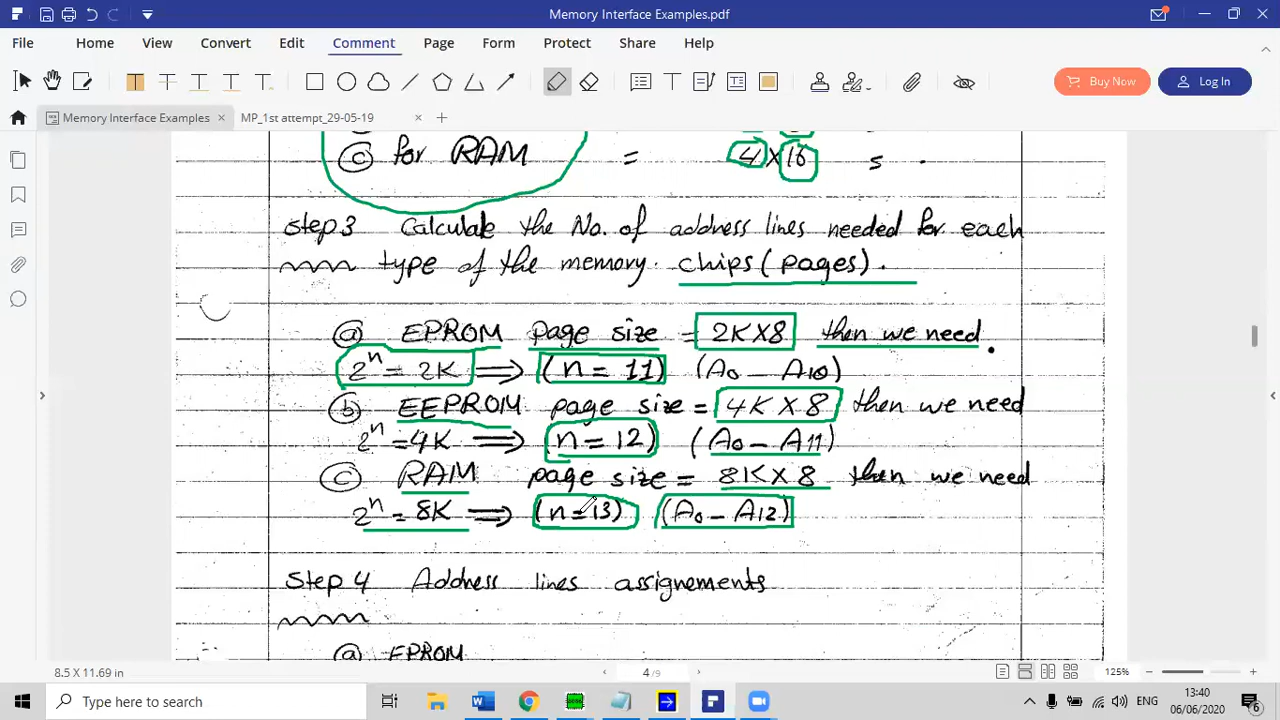 Memory Interface Examples.pdf
File Home View Convert Edit Comment Page Form Protect Share Help
Buy Now Log In
Memory Interface Examples × MP_1st attempt_29-05-19 × +
c for RAM = 4 X 16 s .
Step3 Calculate the No. of address lines needed for each
type of the memory. chips (pages).
a EPROM page size = 2K X 8 then we need.
2^n = 2K ⟹ (n = 11) (A0 - A10)
b EEPROM page size = 4K X 8 then we need
2^n = 4K ⟹ (n = 12) (A0 - A11)
c RAM page size = 8K X 8 then we need
2^n = 8K ⟹ (n = 13) (A0 - A12)
Step 4 Address lines assignements
a EPROM
8.5 x 11.69 in 4 /9 125%
Type here to search ENG 13:40
06/06/2020 6